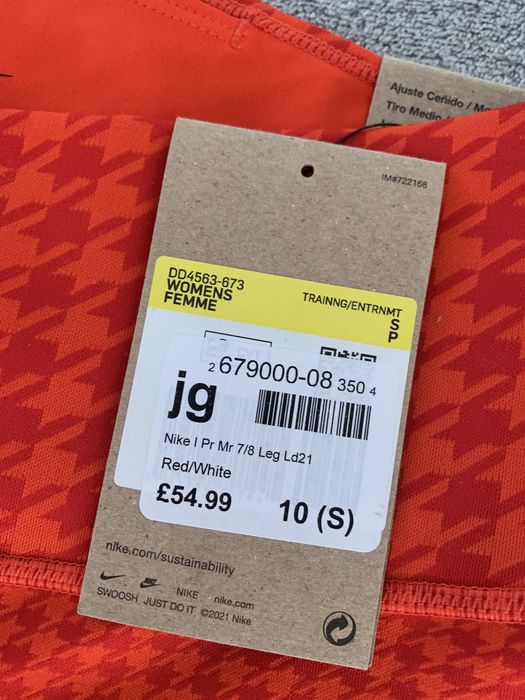 Ajuste Ceñido / Mo
Tiro Medio /
IM#722168
DD4563-673
WOMENS
FEMME
TRAINNG/ENTRNMT
S
P
2 679000-08 350 4
jg
Nike I Pr Mr 7/8 Leg Ld21
Red/White
£54.99
10 (S)
nike.com/sustainability
NIKE nike.com
SWOOSH JUST DO IT ©2021 Nike